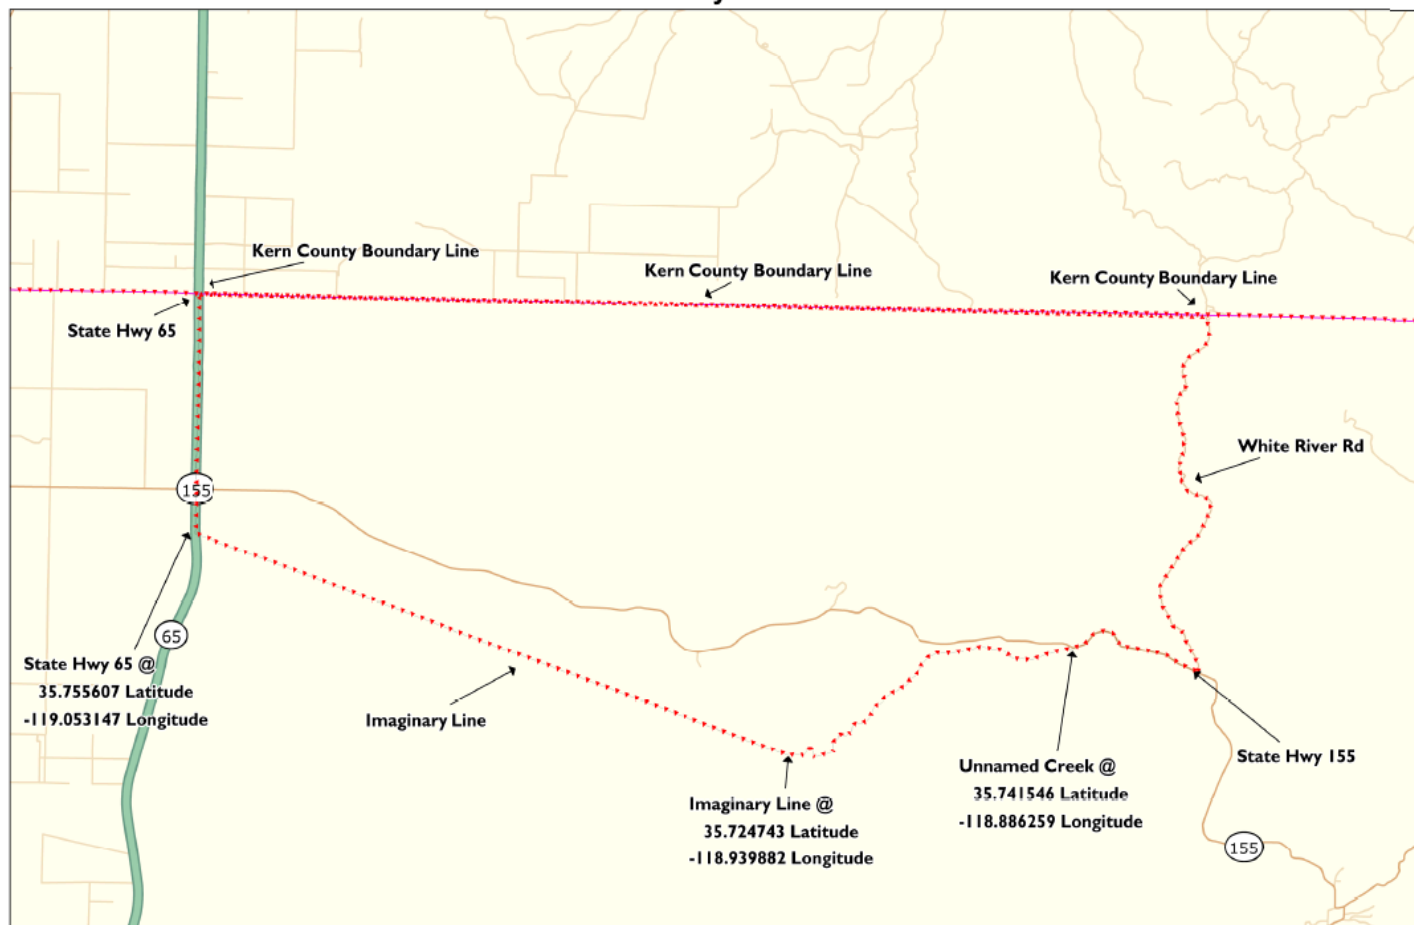 Kern County Boundary Line
Kern County Boundary Line
Kern County Boundary Line
State Hwy 65
White River Rd
155
65
State Hwy 65 @
35.755607 Latitude
-119.053147 Longitude
Imaginary Line
Imaginary Line @
35.724743 Latitude
-118.939882 Longitude
Unnamed Creek @
35.741546 Latitude
-118.886259 Longitude
State Hwy 155
155